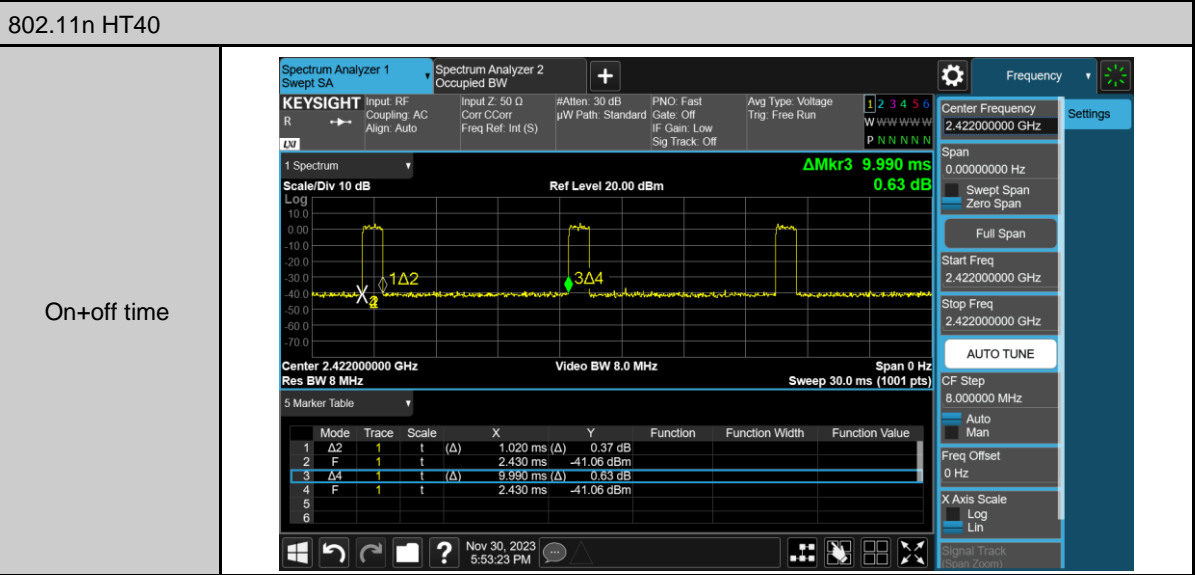 802.11n HT40
On+off time
Spectrum Analyzer 1
Swept SA
Spectrum Analyzer 2
Occupied BW
Frequency
KEYSIGHT
R
LXI
Input: RF
Coupling: AC
Align: Auto
Input Z: 50 Ω
Corr CCorr
Freq Ref: Int (S)
#Atten: 30 dB
µW Path: Standard
PNO: Fast
Gate: Off
IF Gain: Low
Sig Track: Off
Avg Type: Voltage
Trig: Free Run
1 2 3 4 5 6
W W W W W W
P N N N N N
1 Spectrum
Scale/Div 10 dB
Ref Level 20.00 dBm
ΔMkr3 9.990 ms
0.63 dB
Log
10.0
0.00
-10.0
-20.0
-30.0
-40.0
-50.0
-60.0
-70.0
1Δ2
3Δ4
2
Center 2.422000000 GHz
Video BW 8.0 MHz
Span 0 Hz
Res BW 8 MHz
Sweep 30.0 ms (1001 pts)
5 Marker Table
Mode Trace Scale X Y Function Function Width Function Value
1 Δ2 1 t (Δ) 1.020 ms (Δ) 0.37 dB
2 F 1 t 2.430 ms -41.06 dBm
3 Δ4 1 t (Δ) 9.990 ms (Δ) 0.63 dB
4 F 1 t 2.430 ms -41.06 dBm
5
6
Nov 30, 2023
5:53:23 PM
Center Frequency
2.422000000 GHz
Span
0.00000000 Hz
Swept Span
Zero Span
Full Span
Start Freq
2.422000000 GHz
Stop Freq
2.422000000 GHz
AUTO TUNE
CF Step
8.000000 MHz
Auto
Man
Freq Offset
0 Hz
X Axis Scale
Log
Lin
Signal Track
(Span Zoom)
Settings